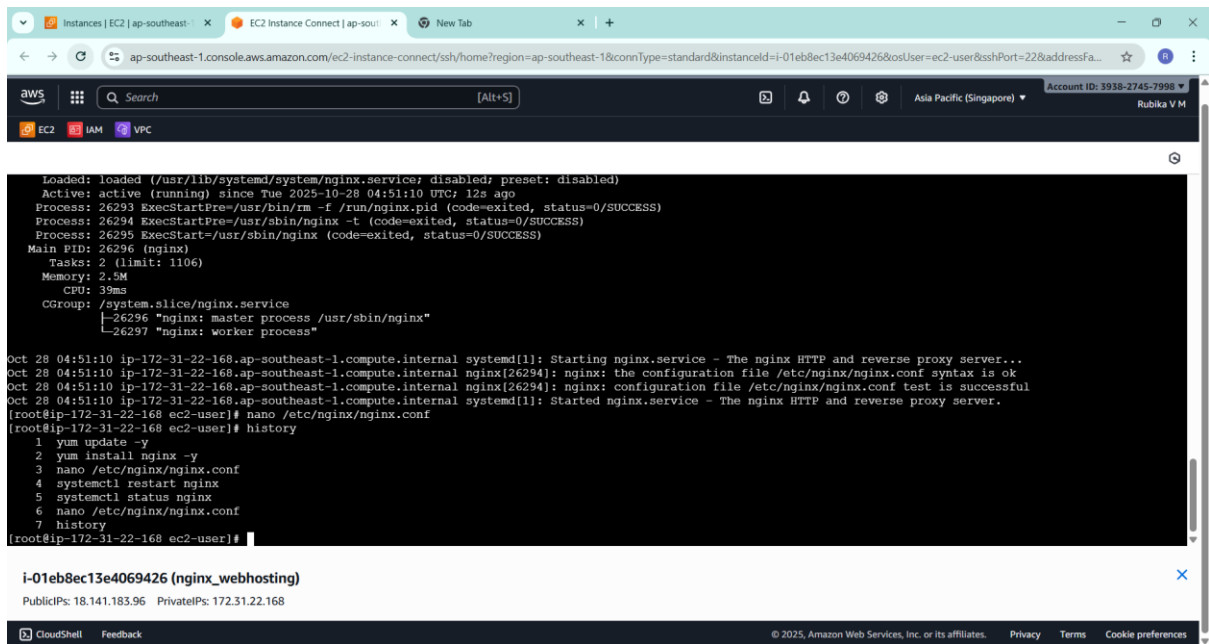 Instances | EC2 | ap-southeast-1
EC2 Instance Connect | ap-sout
New Tab
ap-southeast-1.console.aws.amazon.com/ec2-instance-connect/ssh/home?region=ap-southeast-1&connType=standard&instanceId=i-01eb8ec13e4069426&osUser=ec2-user&sshPort=22&addressFa...
B
aws
Search
[Alt+S]
Asia Pacific (Singapore)
Account ID: 3938-2745-7998
Rubika V M
EC2 IAM VPC
Loaded: loaded (/usr/lib/systemd/system/nginx.service; disabled; preset: disabled)
Active: active (running) since Tue 2025-10-28 04:51:10 UTC; 12s ago
Process: 26293 ExecStartPre=/usr/bin/rm -f /run/nginx.pid (code=exited, status=0/SUCCESS)
Process: 26294 ExecStartPre=/usr/sbin/nginx -t (code=exited, status=0/SUCCESS)
Process: 26295 ExecStart=/usr/sbin/nginx (code=exited, status=0/SUCCESS)
Main PID: 26296 (nginx)
Tasks: 2 (limit: 1106)
Memory: 2.5M
CPU: 39ms
CGroup: /system.slice/nginx.service
├─26296 "nginx: master process /usr/sbin/nginx"
└─26297 "nginx: worker process"
Oct 28 04:51:10 ip-172-31-22-168.ap-southeast-1.compute.internal systemd[1]: Starting nginx.service - The nginx HTTP and reverse proxy server...
Oct 28 04:51:10 ip-172-31-22-168.ap-southeast-1.compute.internal nginx[26294]: nginx: the configuration file /etc/nginx/nginx.conf syntax is ok
Oct 28 04:51:10 ip-172-31-22-168.ap-southeast-1.compute.internal nginx[26294]: nginx: configuration file /etc/nginx/nginx.conf test is successful
Oct 28 04:51:10 ip-172-31-22-168.ap-southeast-1.compute.internal systemd[1]: Started nginx.service - The nginx HTTP and reverse proxy server.
[root@ip-172-31-22-168 ec2-user]# nano /etc/nginx/nginx.conf
[root@ip-172-31-22-168 ec2-user]# history
1 yum update -y
2 yum install nginx -y
3 nano /etc/nginx/nginx.conf
4 systemctl restart nginx
5 systemctl status nginx
6 nano /etc/nginx/nginx.conf
7 history
[root@ip-172-31-22-168 ec2-user]#
i-01eb8ec13e4069426 (nginx_webhosting)
PublicIPs: 18.141.183.96 PrivateIPs: 172.31.22.168
CloudShell Feedback
© 2025, Amazon Web Services, Inc. or its affiliates. Privacy Terms Cookie preferences